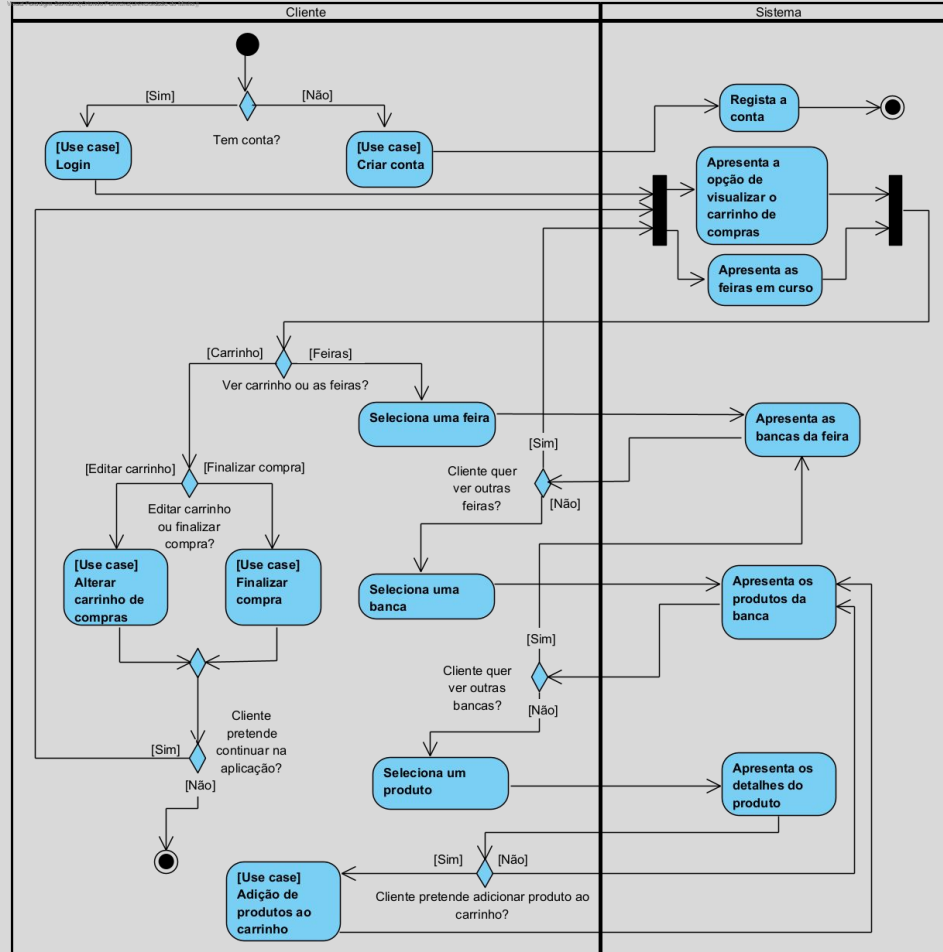 Cliente
Sistema
[Sim]
[Não]
Tem conta?
[Use case]
Login
[Use case]
Criar conta
Regista a
conta
Apresenta a
opção de
visualizar o
carrinho de
compras
Apresenta as
feiras em curso
[Carrinho]
[Feiras]
Ver carrinho ou as feiras?
Seleciona uma feira
Apresenta as
bancas da feira
[Sim]
Cliente quer
ver outras
feiras?
[Não]
[Editar carrinho]
[Finalizar compra]
Editar carrinho
ou finalizar
compra?
[Use case]
Alterar
carrinho de
compras
[Use case]
Finalizar
compra
Seleciona uma
banca
Apresenta os
produtos da
banca
[Sim]
Cliente quer
ver outras
bancas?
[Não]
Cliente
pretende
continuar na
aplicação?
[Sim]
[Não]
Seleciona um
produto
Apresenta os
detalhes do
produto
[Sim]
[Não]
Cliente pretende adicionar produto ao
carrinho?
[Use case]
Adição de
produtos ao
carrinho